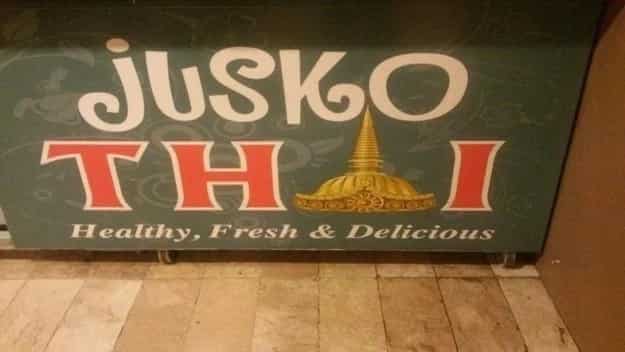 JUSKO
THAI
Healthy, Fresh & Delicious